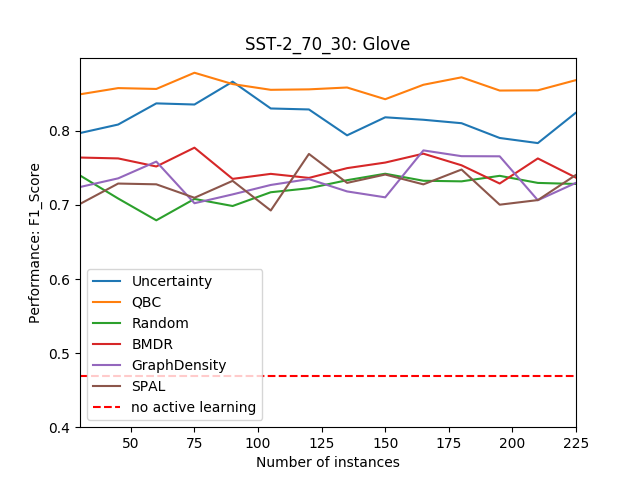 SST-2_70_30: Glove
Performance: F1_Score
0.8
0.7
0.6
0.5
0.4
Uncertainty
QBC
Random
BMDR
GraphDensity
SPAL
no active learning
50 75 100 125 150 175 200 225
Number of instances